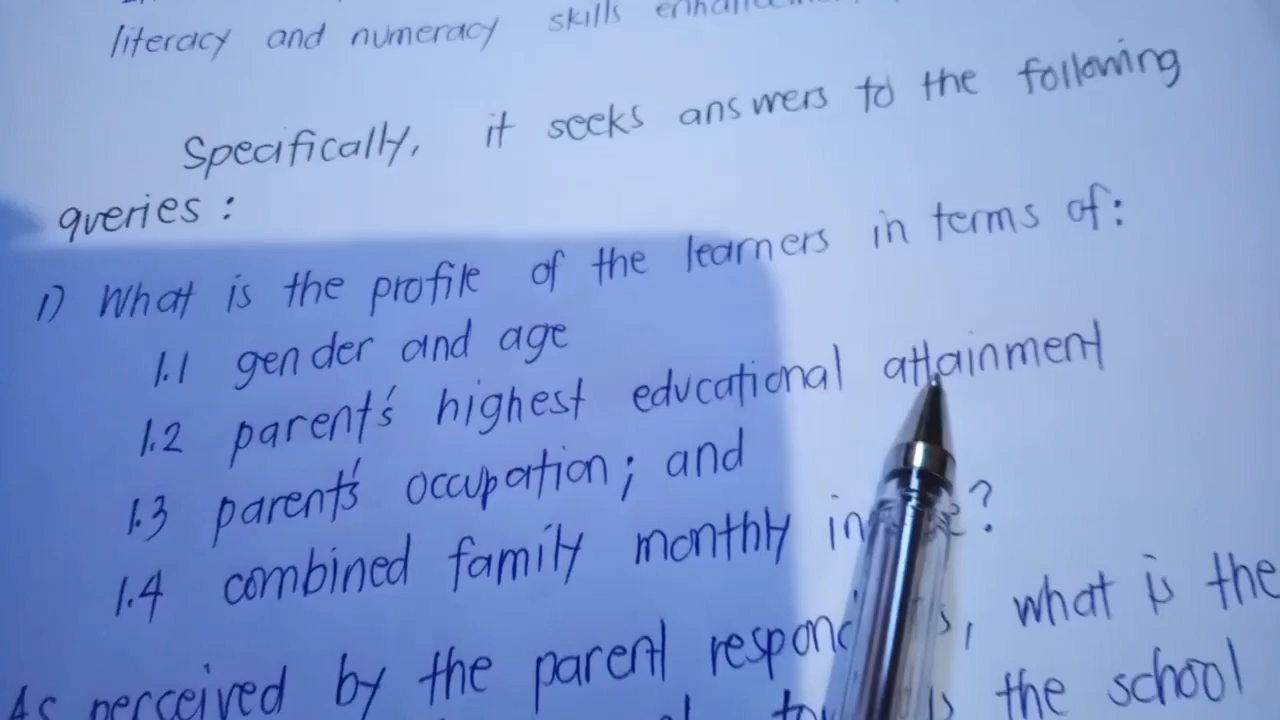 literacy and numeracy skills
Specifically, it seeks answers to the following
queries :
1) What is the profile of the learners in terms of:
1.1 gender and age
1.2 parent's highest educational attainment
1.3 parent's occupation; and
1.4 combined family monthly ?
As perceived by the parent what is the
is the school